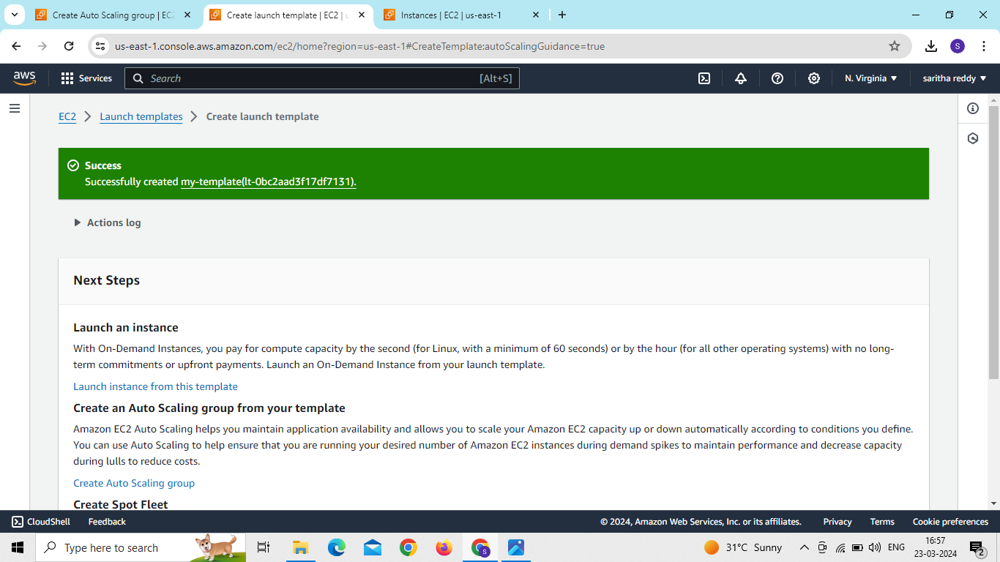 Create Auto Scaling group | EC2
Create launch template | EC2 | u
Instances | EC2 | us-east-1
us-east-1.console.aws.amazon.com/ec2/home?region=us-east-1#CreateTemplate:autoScalingGuidance=true
S
aws
Services
Search
[Alt+S]
N. Virginia
saritha reddy
EC2
Launch templates
Create launch template
Success
Successfully created my-template(lt-0bc2aad3f17df7131).
Actions log
Next Steps
Launch an instance
With On-Demand Instances, you pay for compute capacity by the second (for Linux, with a minimum of 60 seconds) or by the hour (for all other operating systems) with no long-
term commitments or upfront payments. Launch an On-Demand Instance from your launch template.
Launch instance from this template
Create an Auto Scaling group from your template
Amazon EC2 Auto Scaling helps you maintain application availability and allows you to scale your Amazon EC2 capacity up or down automatically according to conditions you define.
You can use Auto Scaling to help ensure that you are running your desired number of Amazon EC2 instances during demand spikes to maintain performance and decrease capacity
during lulls to reduce costs.
Create Auto Scaling group
Create Spot Fleet
CloudShell
Feedback
© 2024, Amazon Web Services, Inc. or its affiliates.
Privacy
Terms
Cookie preferences
Type here to search
S
31°C Sunny
ENG
16:57
23-03-2024
2